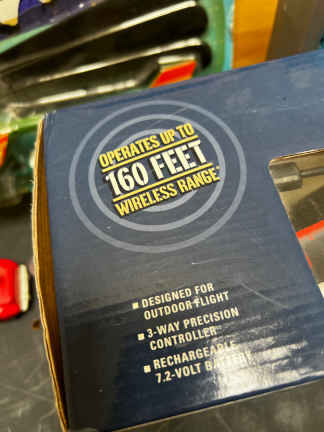 OPERATES UP TO
160 FEET
WIRELESS RANGE*
■ DESIGNED FOR
OUTDOOR FLIGHT
■ 3-WAY PRECISION
CONTROLLER
■ RECHARGEABLE
7.2-VOLT BATTERY